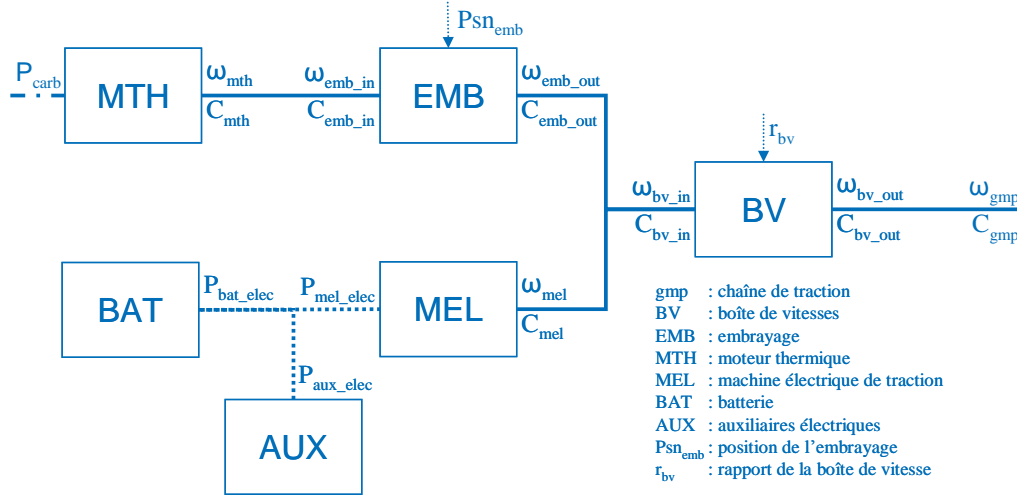 Psn_emb
P_carb
MTH
ω_mth
C_mth
ω_emb_in
C_emb_in
EMB
ω_emb_out
C_emb_out
r_bv
ω_bv_in
C_bv_in
BV
ω_bv_out
C_bv_out
ω_gmp
C_gmp
BAT
P_bat_elec
P_mel_elec
MEL
ω_mel
C_mel
P_aux_elec
AUX
gmp : chaîne de traction
BV : boîte de vitesses
EMB : embrayage
MTH : moteur thermique
MEL : machine électrique de traction
BAT : batterie
AUX : auxiliaires électriques
Psn_emb : position de l’embrayage
r_bv : rapport de la boîte de vitesse